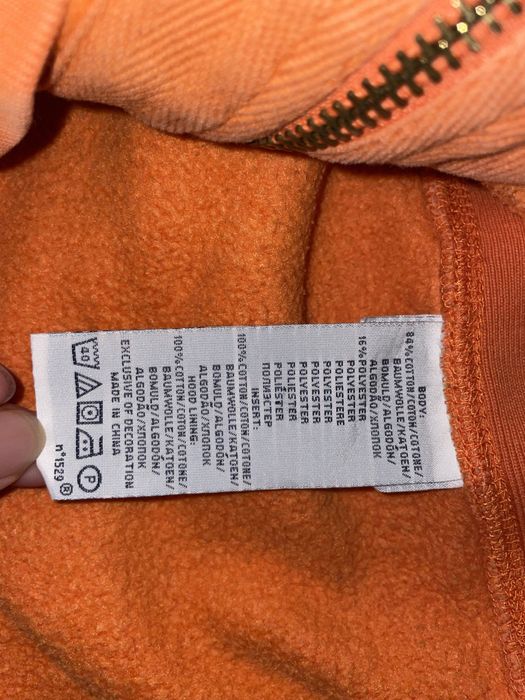 BODY:
84%COTTON/COTON/COTONE/
BAUMWOLLE/KATOEN/
BOMULD/ALGODÓN/
ALGODÃO/ХЛОПОК
16%POLYESTER
POLYESTER
POLYESTER
POLYESTER
POLIESTERE
POLIÉSTER
POLIÉSTER
ПОЛИЭСТЕР
INSERT:
100%COTTON/COTON/COTONE/
BAUMWOLLE/KATOEN/
BOMULD/ALGODÓN/
ALGODÃO/ХЛОПОК
HOOD LINING:
100%COTTON/COTON/COTONE/
BAUMWOLLE/KATOEN/
BOMULD/ALGODÓN/
ALGODÃO/ХЛОПОК
EXCLUSIVE OF DECORATION
MADE IN CHINA
40
P
n°1529 ®